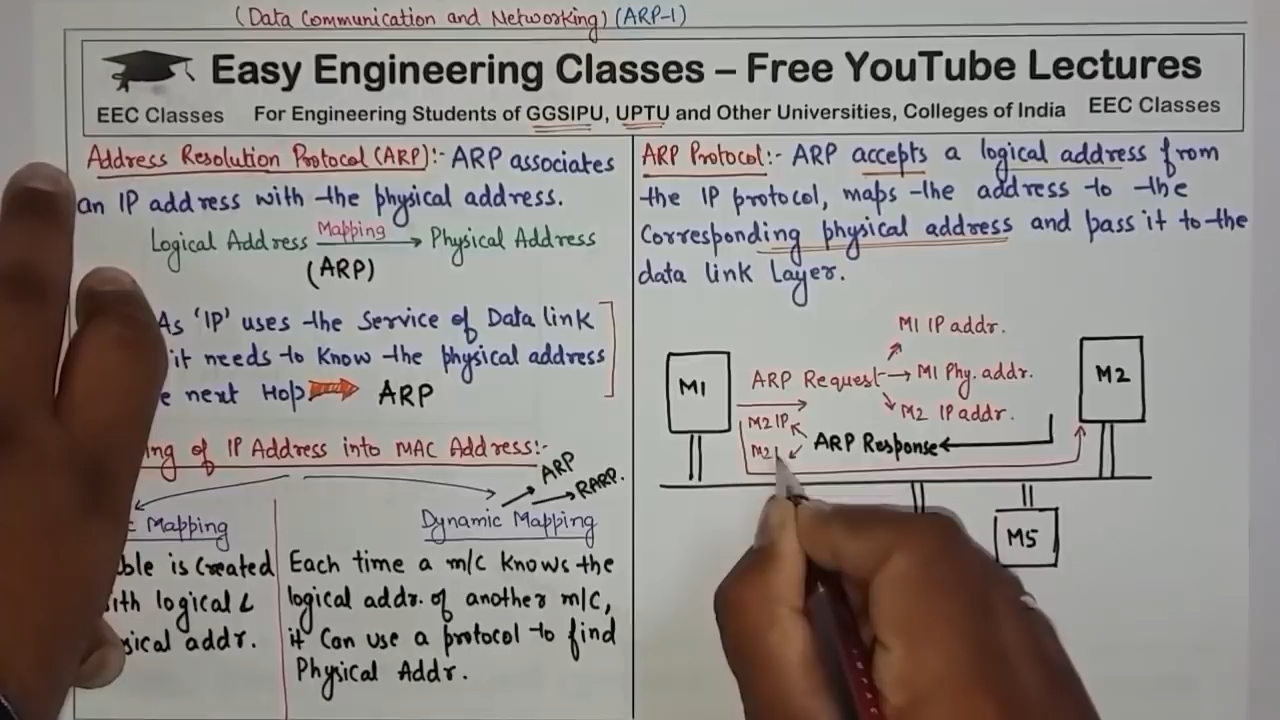 (Data Communication and Networking) (ARP-1)
Easy Engineering Classes – Free YouTube Lectures
EEC Classes For Engineering Students of GGSIPU, UPTU and Other Universities, Colleges of India EEC Classes
Address Resolution Protocol (ARP):- ARP associates
an IP address with the physical address.
Logical Address Mapping Physical Address
(ARP)
As 'IP' uses the Service of Data link
it needs to know the physical address
next Hop ARP
of IP Address into MAC Address:-
ARP
RARP.
Mapping
Created
logical &
addr.
Dynamic Mapping
Each time a m/c knows the
logical addr. of another m/c,
it can use a protocol to find
Physical Addr.
ARP Protocol:- ARP accepts a logical address from
the IP protocol, maps the address to the
Corresponding physical address and pass it to the
data link Layer.
M1 IP addr.
M1 ARP Request M1 Phy. addr. M2
M2 IP addr.
M2 IP
ARP Response
M2
M5